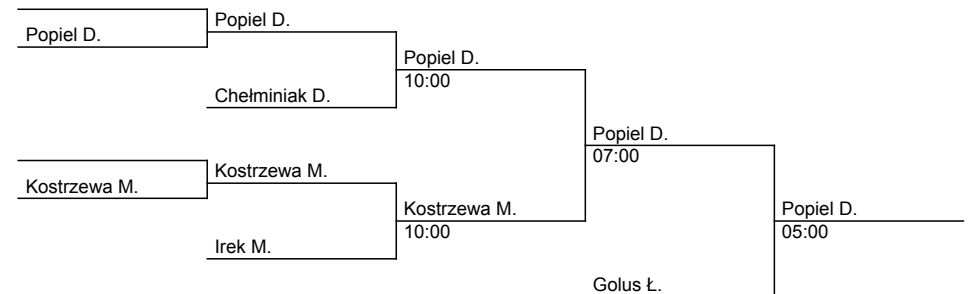 Popiel D.
Popiel D.
Popiel D.
10:00
Chełminiak D.
Popiel D.
07:00
Kostrzewa M.
Kostrzewa M.
Kostrzewa M.
10:00
Popiel D.
05:00
Irek M.
Golus Ł.